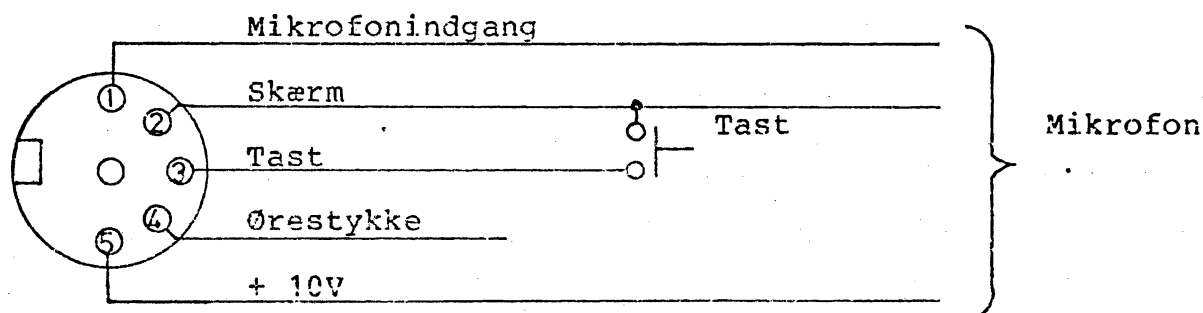 Mikrofonindgang
1
2
Skærm
Tast
Mikrofon
3
Tast
4
Ørestykke
5
+ 10V